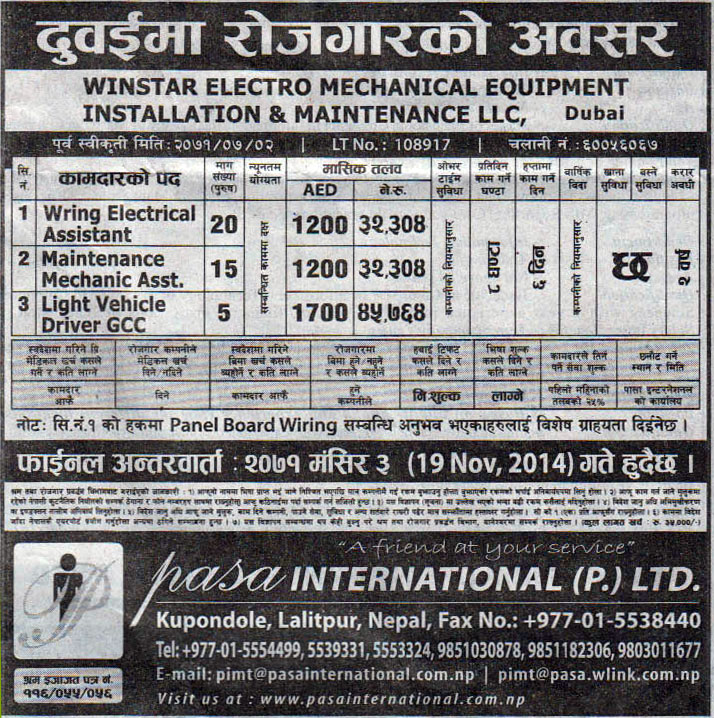 दुवईमा रोजगारको अवसर
WINSTAR ELECTRO MECHANICAL EQUIPMENT
INSTALLATION & MAINTENANCE LLC, Dubai
पूर्व स्वीकृती मिति : २०७१/०७/०२ | LT No.: 108917 | चलानी नं. :६००५६०६७
सि. नं. कामदारको पद माग संख्या (पुरुष) न्यूनतम योग्यता मासिक तलव AED ने.रु. ओभर टाईम सुविधा प्रतिदिन काम गर्ने घण्टा हप्तामा काम गर्ने दिन वार्षिक विदा खाना सुविधा बस्ने सुविधा करार अवधी
1 Wring Electrical Assistant 20 1200 ३२,३०४
2 Maintenance Mechanic Asst. 15 1200 ३२,३०४
3 Light Vehicle Driver GCC 5 1700 ४५,७६४
सम्बन्धित काममा दक्ष कम्पनीको नियमानुसार ८ घण्टा ६ दिन कम्पनीको नियमानुसार छ २ वर्ष
स्वदेशमा गरिने प्रि मेडिकल खर्च कसले गर्ने र कति लाग्ने
रोजगार कम्पनीले मेडिकल खर्च दिने/नदिने
स्वदेशमा गरिने बिमा खर्च कसले व्यहोर्ने र कति लाग्ने
रोजगारमा बिमा हुने/नहुने र कसले व्यहोर्ने
हवाई टिकट कसले दिने र कति लाग्ने
भिषा शुल्क कसले दिने र कति लाग्ने
कामदारले तिर्ने पर्ने सेवा शुल्क
छनौट गर्ने स्थान र मिति
कामदार आफै
दिने
कामदार आफै
हुने कम्पनीले
नि:शुल्क
लाग्ने
पहिलो महिनाको तलबको २५%
पासा इन्टरनेशनल को कार्यालय
नोट: सि.नं.१ को हकमा Panel Board Wiring सम्बन्धि अनुभव भएकाहरुलाई विशेष ग्राह्यता दिईनेछ ।
फाईनल अन्तरवार्ता : २०७१ मंसिर ३ (19 Nov, 2014) गते हुदैछ ।
"A friend at your service"
pasa INTERNATIONAL (P.) LTD.
Kupondole, Lalitpur, Nepal, Fax No.: +977-01-5538440
Tel: +977-01-5554499, 5539331, 5553324, 9851030878, 9851182306, 9803011677
E-mail: pimt@pasainternational.com.np | pimt@pasa.wlink.com.np
श्रम इजाजत पत्र नं.
११६/०५५/०५६
Visit us at : www.pasainternational.com.np